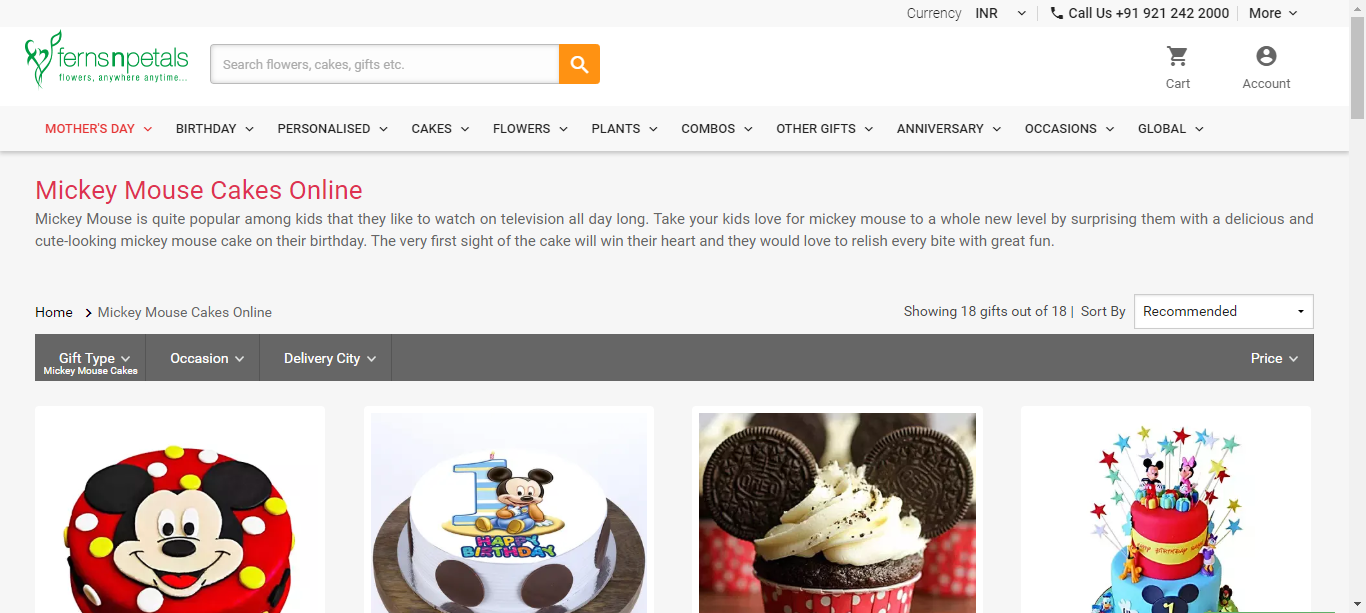 Currency INR Call Us +91 921 242 2000 More
fernsnpetals
flowers, anywhere anytime...
Search flowers, cakes, gifts etc.
Cart Account
MOTHER'S DAY BIRTHDAY PERSONALISED CAKES FLOWERS PLANTS COMBOS OTHER GIFTS ANNIVERSARY OCCASIONS GLOBAL
Mickey Mouse Cakes Online
Mickey Mouse is quite popular among kids that they like to watch on television all day long. Take your kids love for mickey mouse to a whole new level by surprising them with a delicious and
cute-looking mickey mouse cake on their birthday. The very first sight of the cake will win their heart and they would love to relish every bite with great fun.
Home > Mickey Mouse Cakes Online
Showing 18 gifts out of 18 | Sort By Recommended
Gift Type Occasion Delivery City Price
Mickey Mouse Cakes
1
HAPPY
BIRTHDAY
OREO
OREO
1